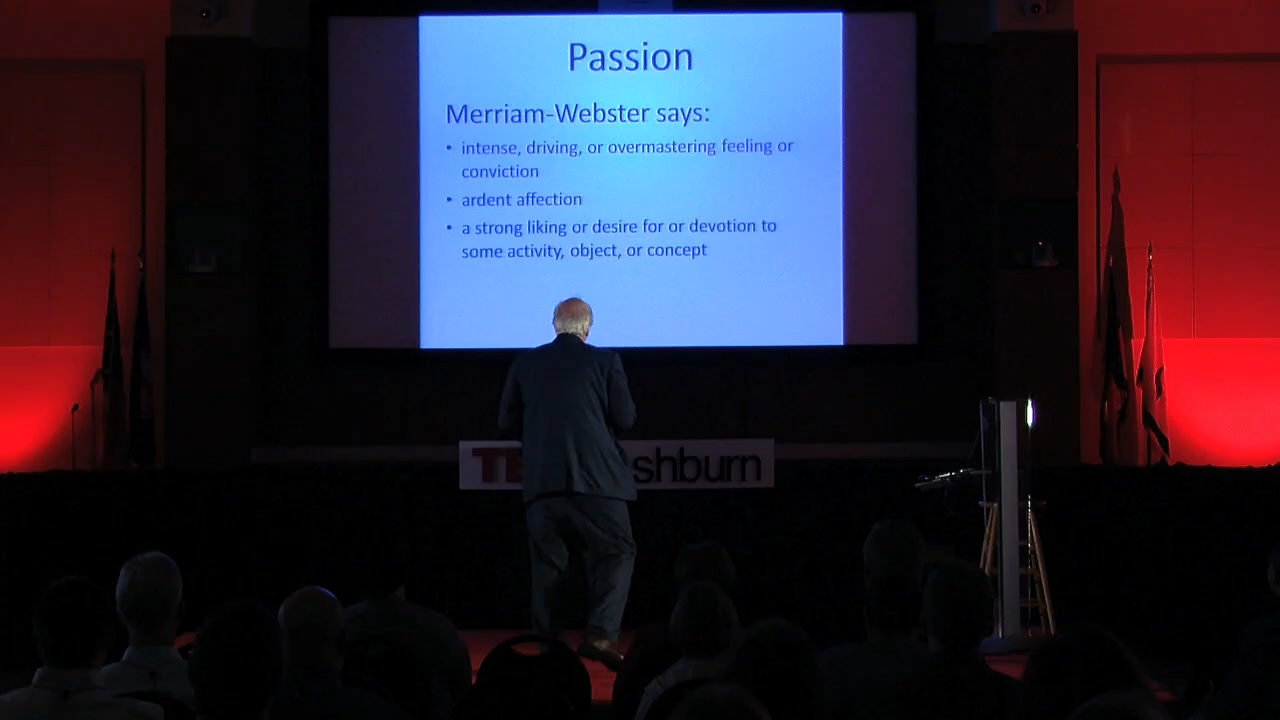 Passion
Merriam-Webster says:
• intense, driving, or overmastering feeling or
conviction
• ardent affection
• a strong liking or desire for or devotion to
some activity, object, or concept
TE shburn